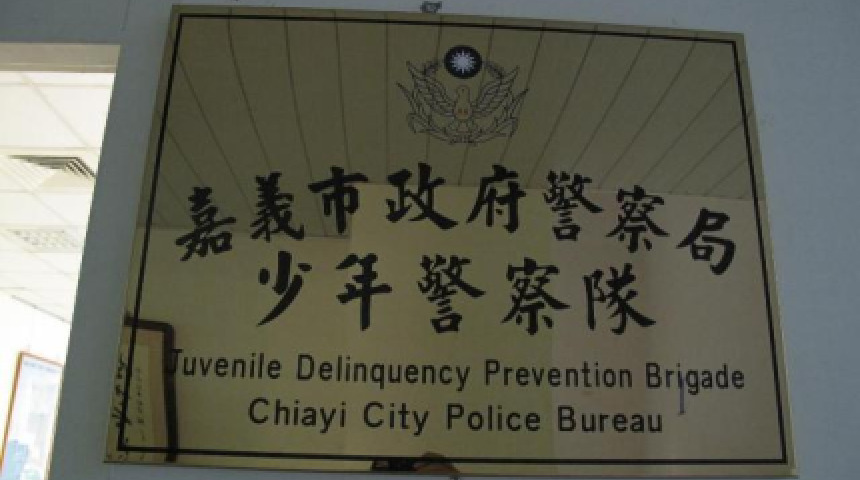 嘉義市政府警察局
少年警察隊
Juvenile Delinquency Prevention Brigade
Chiayi City Police Bureau